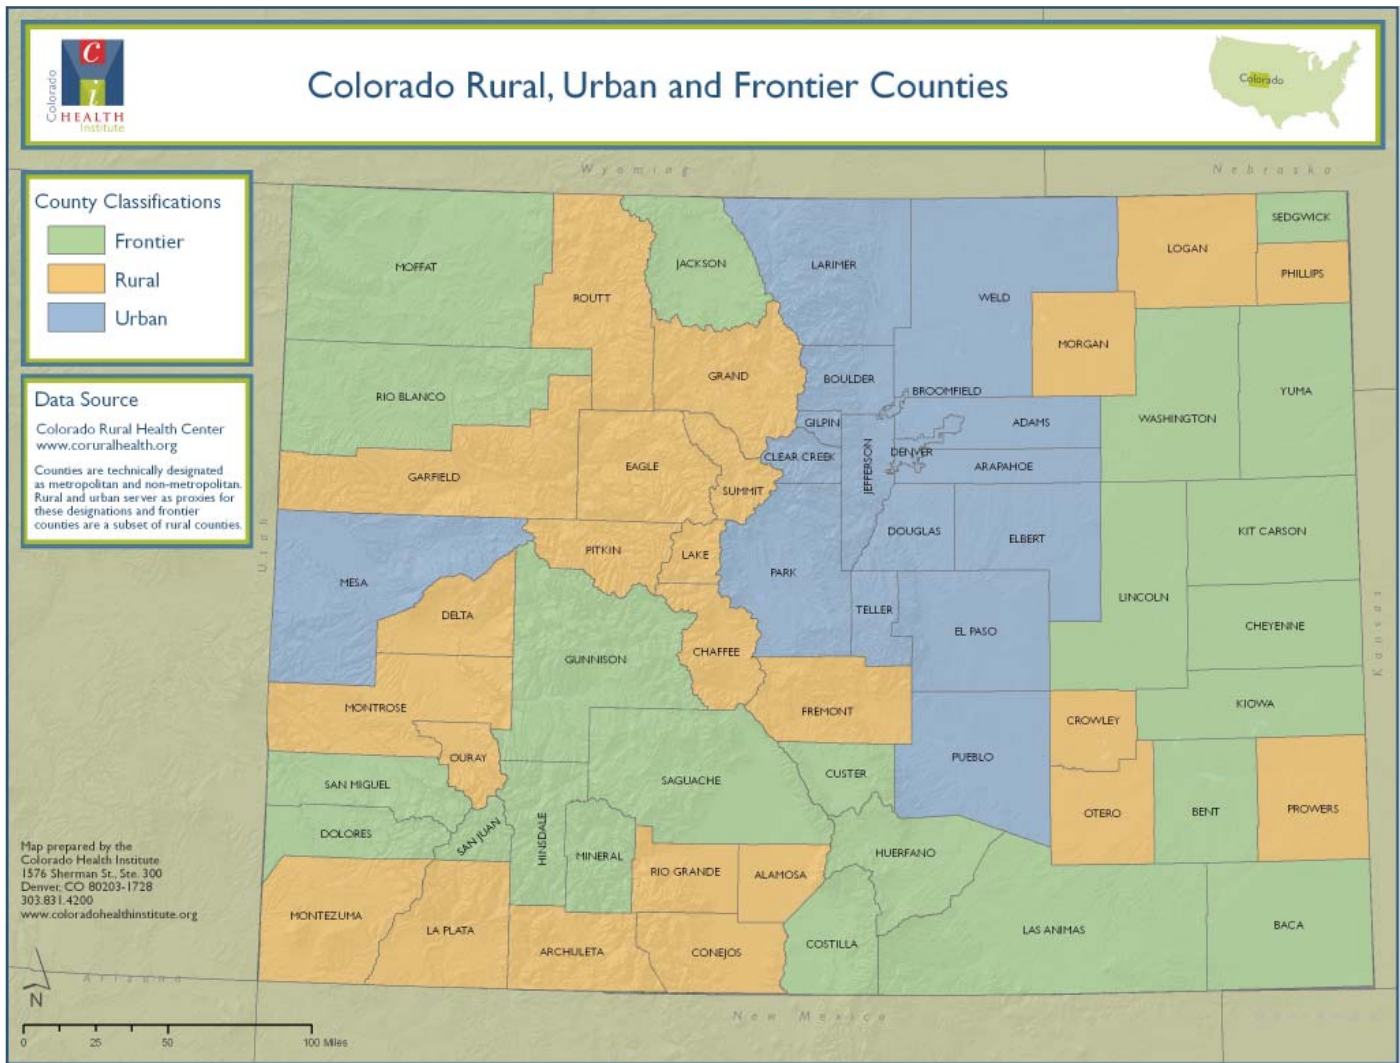 Colorado
c
i
HEALTH
Institute
Colorado Rural, Urban and Frontier Counties
Colorado
Wyoming
Nebraska
County Classifications
Frontier
Rural
Urban
Data Source
Colorado Rural Health Center
www.coruralhealth.org
Counties are technically designated
as metropolitan and non-metropolitan.
Rural and urban server as proxies for
these designations and frontier
counties are a subset of rural counties.
SEDGWICK
LOGAN
PHILLIPS
MOFFAT
JACKSON
LARIMER
ROUTT
WELD
MORGAN
GRAND
BOULDER
RIO BLANCO
BROOMFIELD
YUMA
WASHINGTON
GILPIN
ADAMS
CLEAR CREEK
JEFFERSON
DENVER
ARAPAHOE
EAGLE
GARFIELD
SUMMIT
Utah
DOUGLAS
ELBERT
KIT CARSON
PITKIN
LAKE
MESA
PARK
LINCOLN
TELLER
DELTA
CHEYENNE
Kansas
EL PASO
GUNNISON
CHAFFEE
MONTROSE
FREMONT
CROWLEY
KIOWA
OURAY
PUEBLO
SAN MIGUEL
SAGUACHE
CUSTER
OTERO
BENT
PROWERS
DOLORES
SAN JUAN
HINSDALE
MINERAL
HUERFANO
RIO GRANDE
ALAMOSA
MONTEZUMA
LA PLATA
ARCHULETA
CONEJOS
COSTILLA
LAS ANIMAS
BACA
Map prepared by the
Colorado Health Institute
1576 Sherman St., Ste. 300
Denver, CO 80203-1728
303.831.4200
www.coloradohealthinstitute.org
Arizona
New Mexico
N
0 25 50 100 Miles